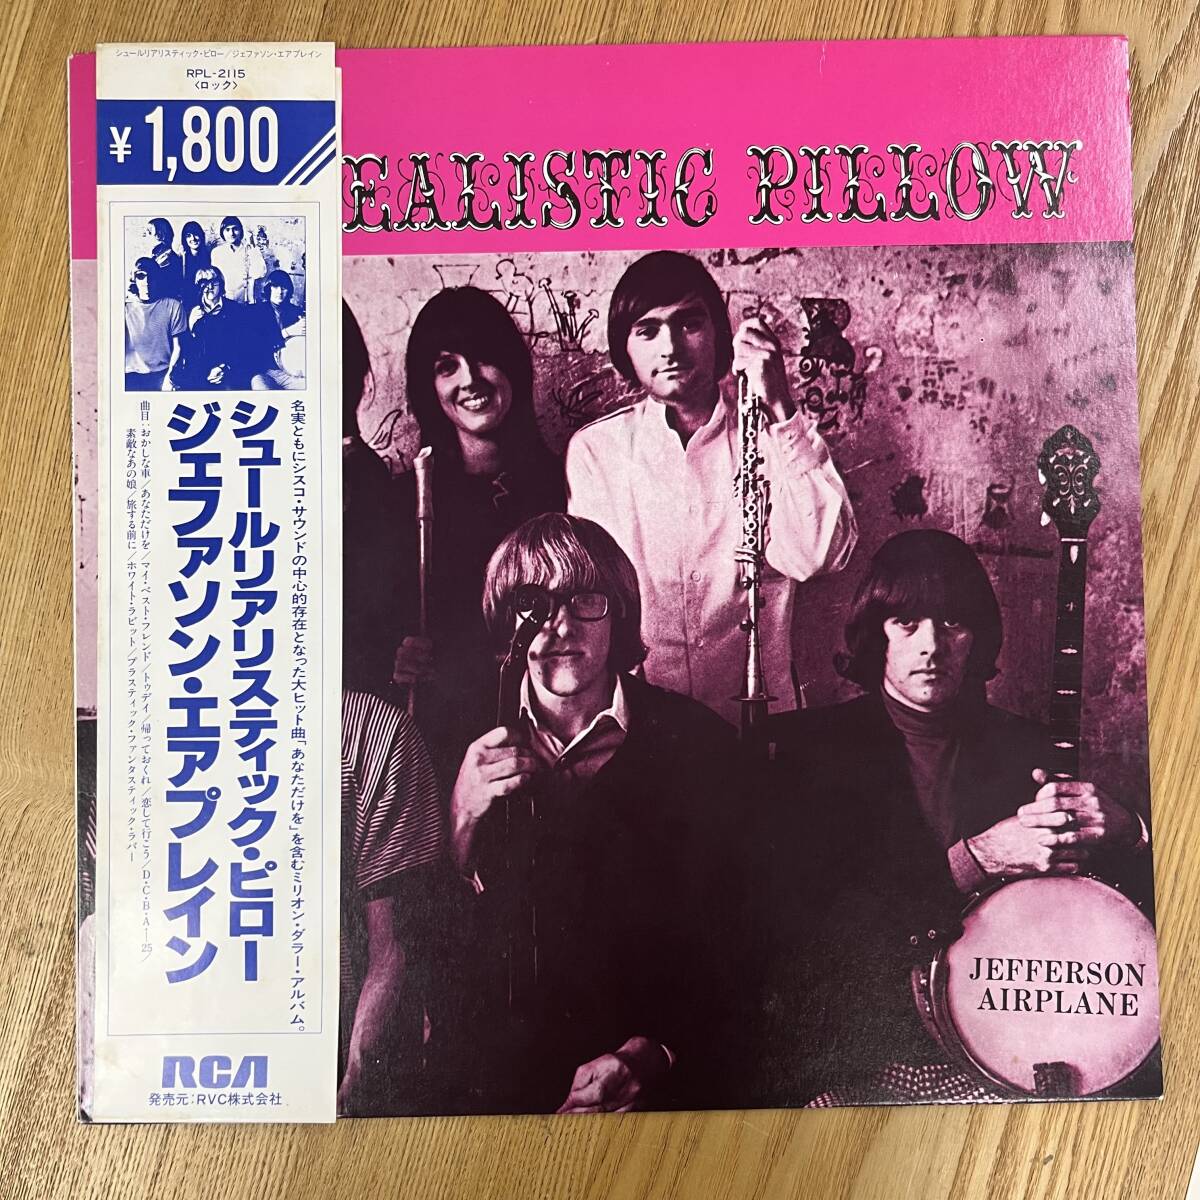 シュールリアリスティック・ピロー/ジェファソン・エアプレイン
RPL-2115
〈ロック〉
¥1,800
名実ともにシスコ・サウンドの中心的存在となった大ヒット曲「あなただけを」を含むミリオン・ダラー・アルバム。
シュールリアリスティック・ピロー
ジェファソン・エアプレイン
曲目:おかしな車/あなただけを/マイ・ベスト・フレンド/トゥデイ/帰っておくれ/恋して行こう/D・C・B・A—25/
素敵なあの娘/旅する前に/ホワイト・ラビット/プラスティック・ファンタスティック・ラバー
RCA
発売元:RVC株式会社
EALISTIC PILLOW
JEFFERSON
AIRPLANE